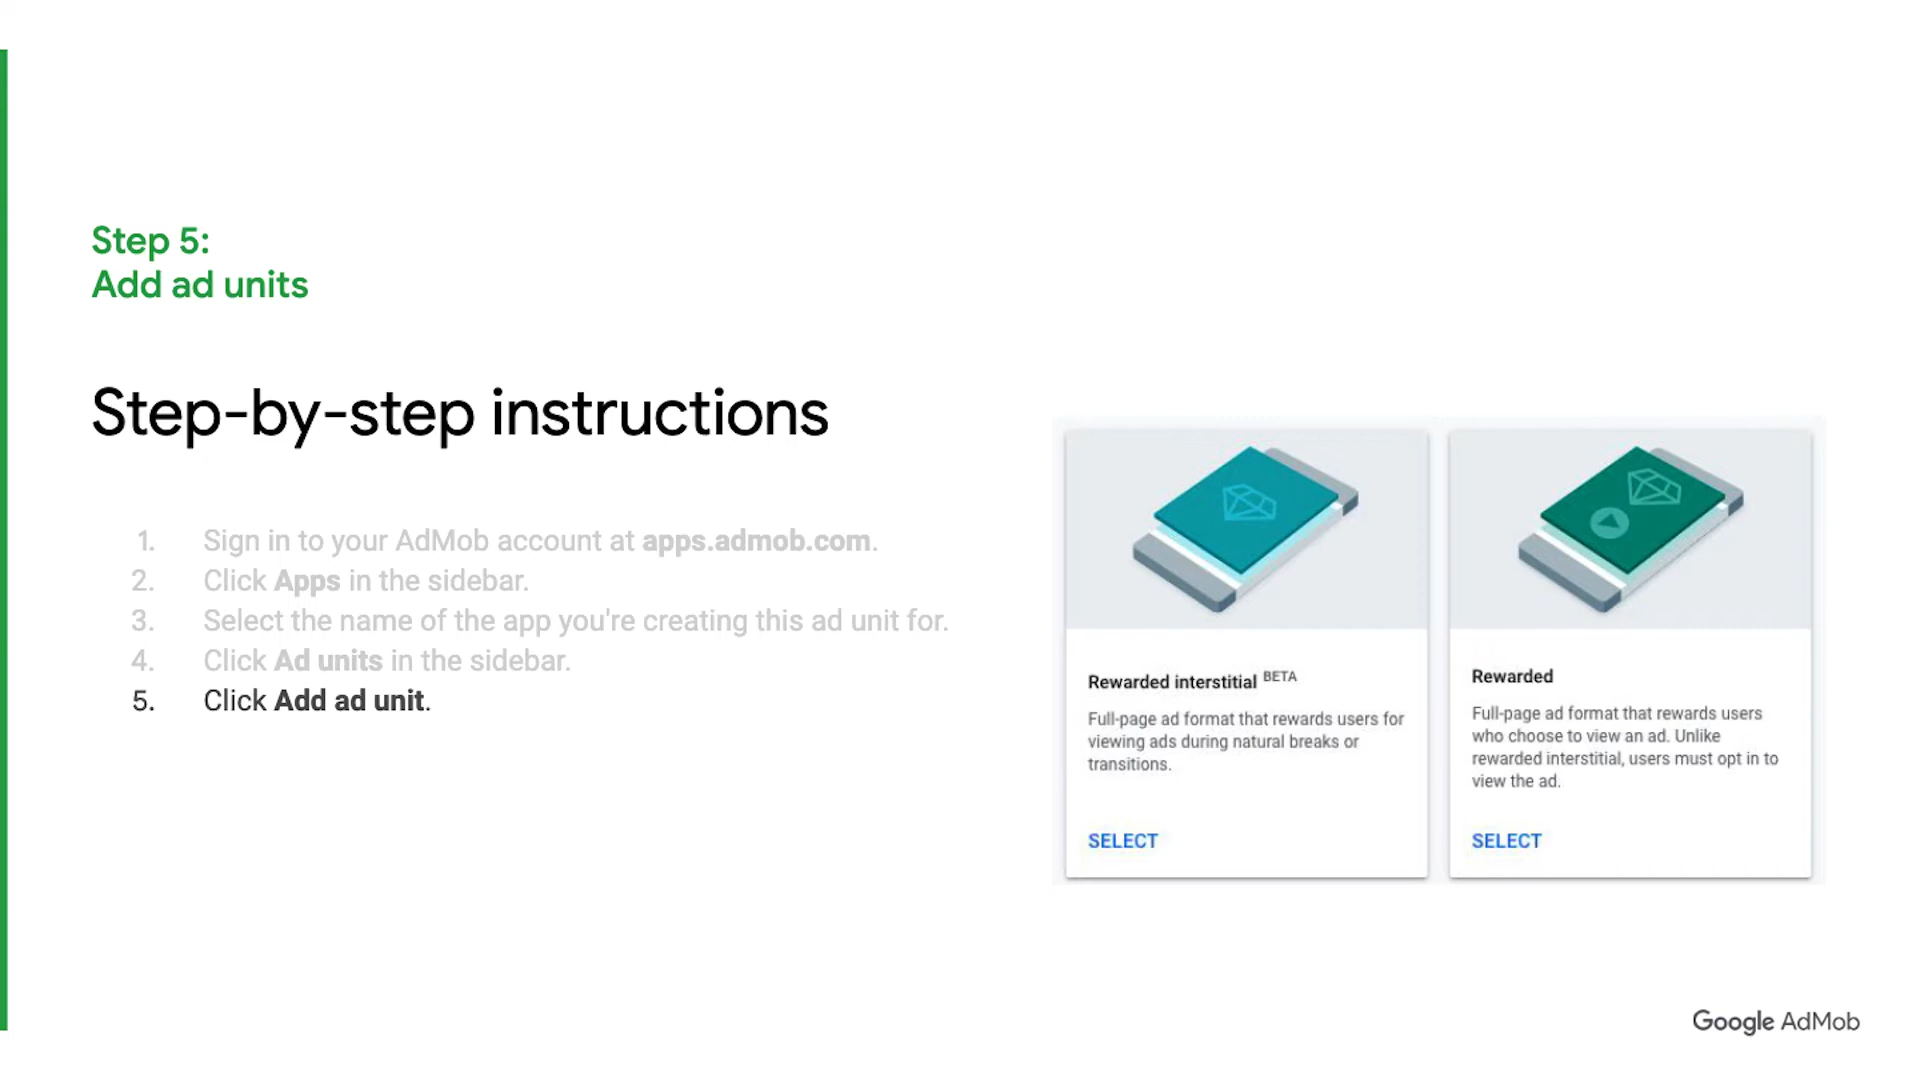 Step 5:
Add ad units
Step-by-step instructions
1. Sign in to your AdMob account at apps.admob.com.
2. Click Apps in the sidebar.
3. Select the name of the app you're creating this ad unit for.
4. Click Ad units in the sidebar.
5. Click Add ad unit.
Rewarded interstitial BETA
Full-page ad format that rewards users for
viewing ads during natural breaks or
transitions.
SELECT
Rewarded
Full-page ad format that rewards users
who choose to view an ad. Unlike
rewarded interstitial, users must opt in to
view the ad.
SELECT
Google AdMob